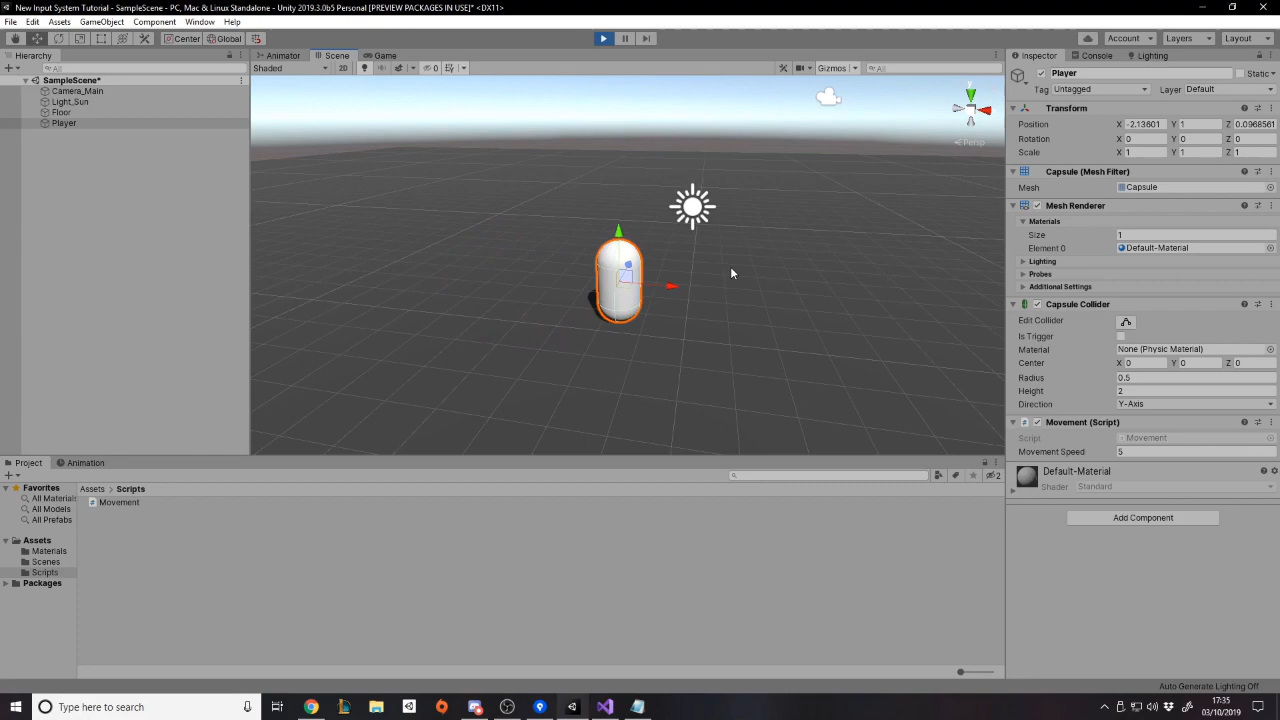 New Input System Tutorial - SampleScene - PC, Mac & Linux Standalone - Unity 2019.3.0b5 Personal [PREVIEW PACKAGES IN USE]* <DX11>
File Edit Assets GameObject Component Window Help
Center Global Account Layers Layout
Hierarchy
All
SampleScene*
Camera_Main
Light_Sun
Floor
Player
Animator Scene Game
Shaded 2D 0 Gizmos All
y
Persp
Inspector Console Lighting
Player Static
Tag Untagged Layer Default
Transform
Position X -2.13601 Y 1 Z 0.0968561
Rotation X 0 Y 0 Z 0
Scale X 1 Y 1 Z 1
Capsule (Mesh Filter)
Mesh Capsule
Mesh Renderer
Materials
Size 1
Element 0 Default-Material
Lighting
Probes
Additional Settings
Capsule Collider
Edit Collider
Is Trigger
Material None (Physic Material)
Center X 0 Y 0 Z 0
Radius 0.5
Height 2
Direction Y-Axis
Movement (Script)
Script Movement
Movement Speed 5
Default-Material
Shader Standard
Add Component
Project Animation
2
Favorites
All Materials
All Models
All Prefabs
Assets
Materials
Scenes
Scripts
Packages
Assets > Scripts
Movement
Auto Generate Lighting Off
Type here to search
17:35
03/10/2019